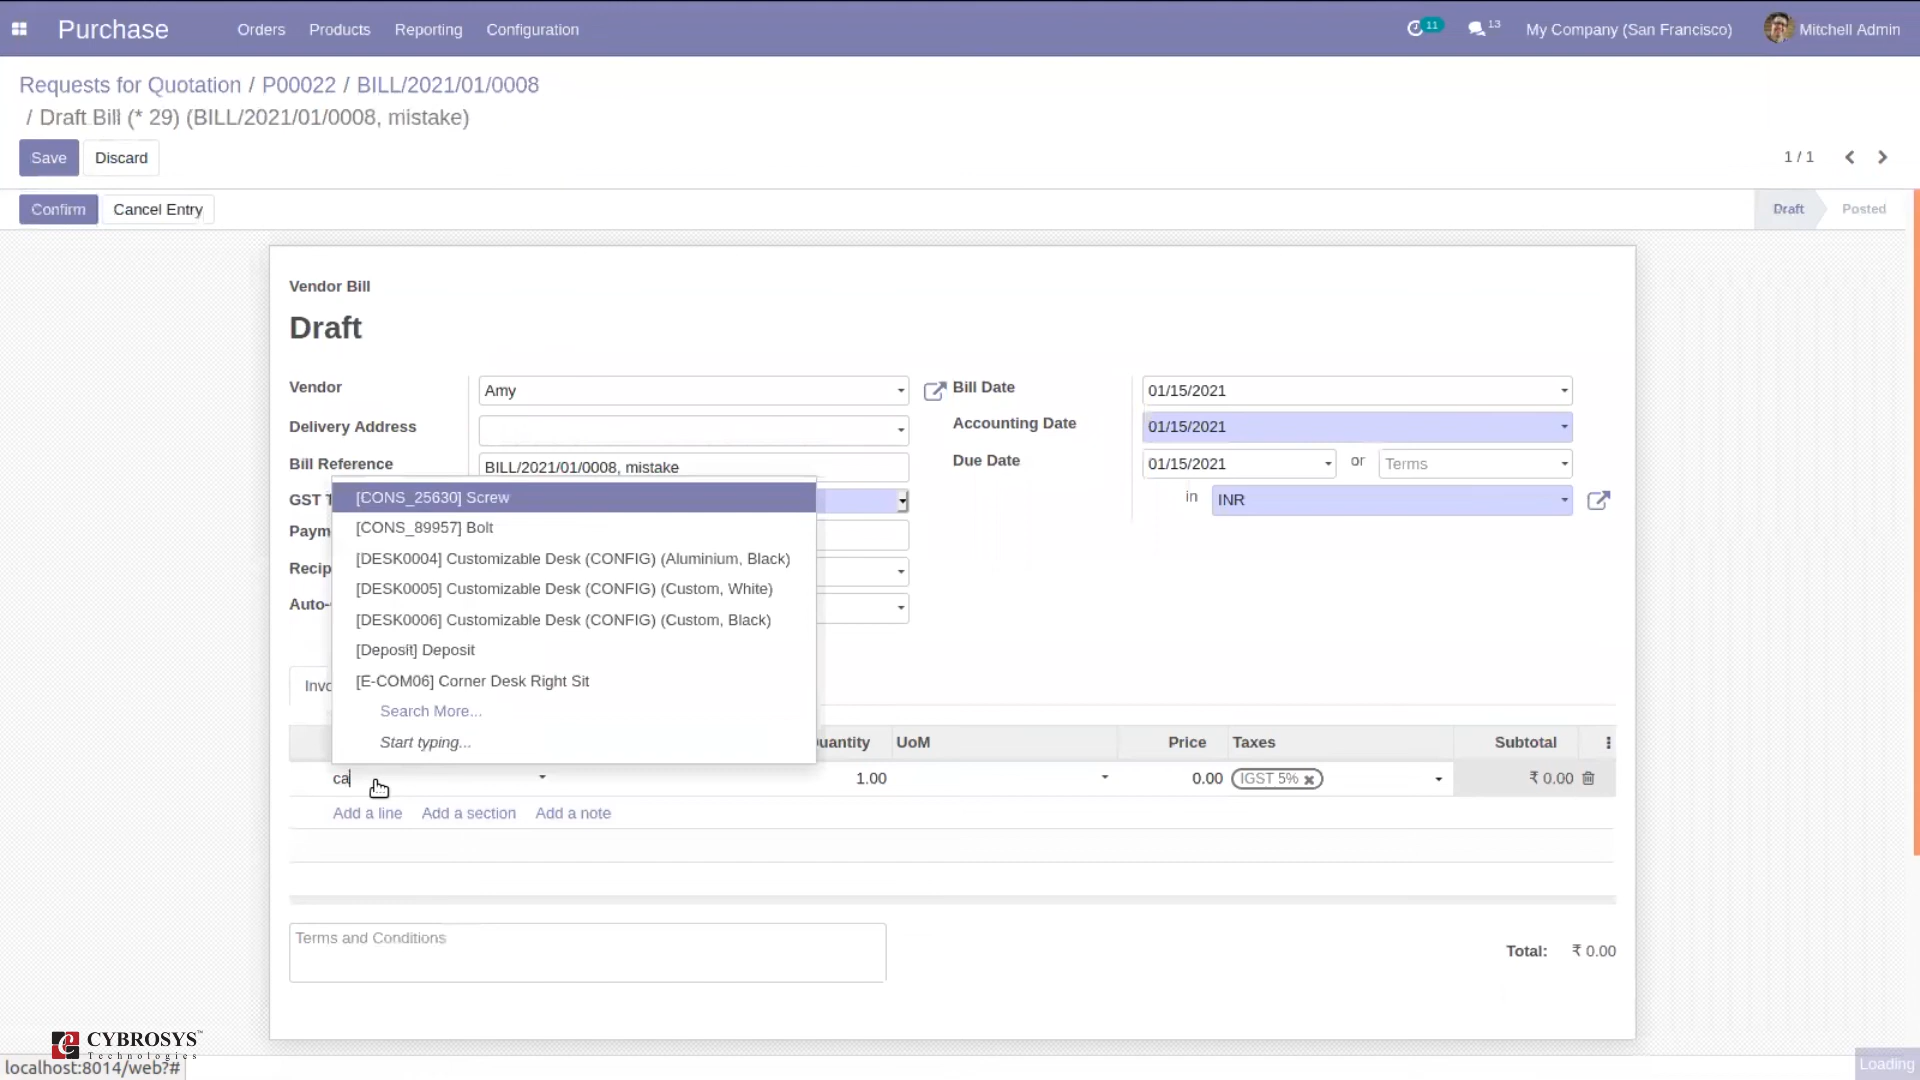 Purchase
Orders Products Reporting Configuration
11
13
My Company (San Francisco)
Mitchell Admin
Requests for Quotation / P00022 / BILL/2021/01/0008
/ Draft Bill (* 29) (BILL/2021/01/0008, mistake)
Save Discard
1 / 1
Confirm Cancel Entry
Draft Posted
Vendor Bill
Draft
Vendor Amy
Bill Date 01/15/2021
Delivery Address
Accounting Date 01/15/2021
Bill Reference BILL/2021/01/0008, mistake
Due Date 01/15/2021 or Terms
GST T
in INR
Paym
Recip
Auto-
[CONS_25630] Screw
[CONS_89957] Bolt
[DESK0004] Customizable Desk (CONFIG) (Aluminium, Black)
[DESK0005] Customizable Desk (CONFIG) (Custom, White)
[DESK0006] Customizable Desk (CONFIG) (Custom, Black)
[Deposit] Deposit
[E-COM06] Corner Desk Right Sit
Search More...
Start typing...
Invo
uantity UoM Price Taxes Subtotal
ca 1.00 0.00 IGST 5% ₹ 0.00
Add a line Add a section Add a note
Terms and Conditions
Total: ₹ 0.00
CYBROSYS™
Technologies
localhost:8014/web?#
Loading